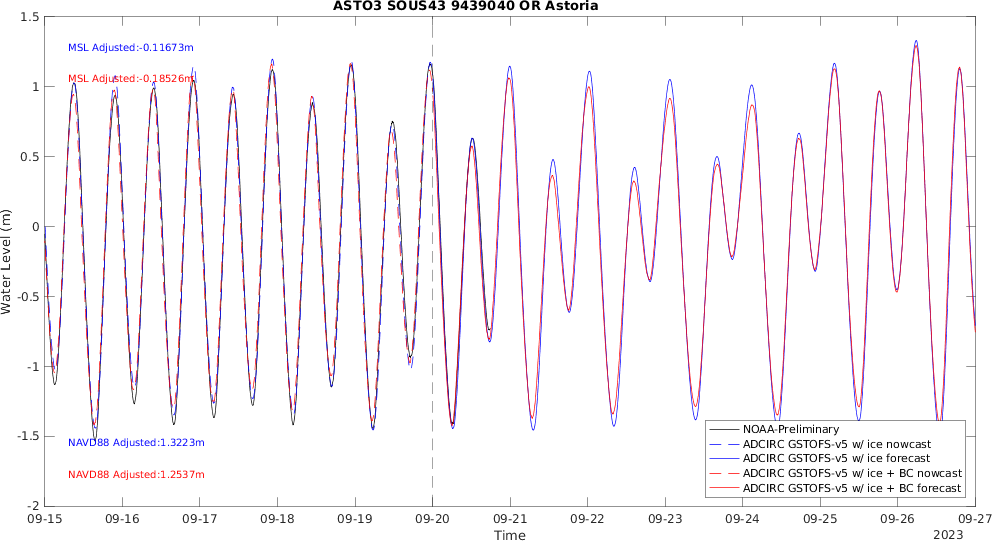 ASTO3 SOUS43 9439040 OR Astoria
1.5
1
0.5
0
-0.5
-1
-1.5
-2
Water Level (m)
MSL Adjusted:-0.11673m
MSL Adjusted:-0.18526m
NAVD88 Adjusted:1.3223m
NAVD88 Adjusted:1.2537m
NOAA-Preliminary
ADCIRC GSTOFS-v5 w/ ice nowcast
ADCIRC GSTOFS-v5 w/ ice forecast
ADCIRC GSTOFS-v5 w/ ice + BC nowcast
ADCIRC GSTOFS-v5 w/ ice + BC forecast
09-15 09-16 09-17 09-18 09-19 09-20 09-21 09-22 09-23 09-24 09-25 09-26 09-27
Time
2023